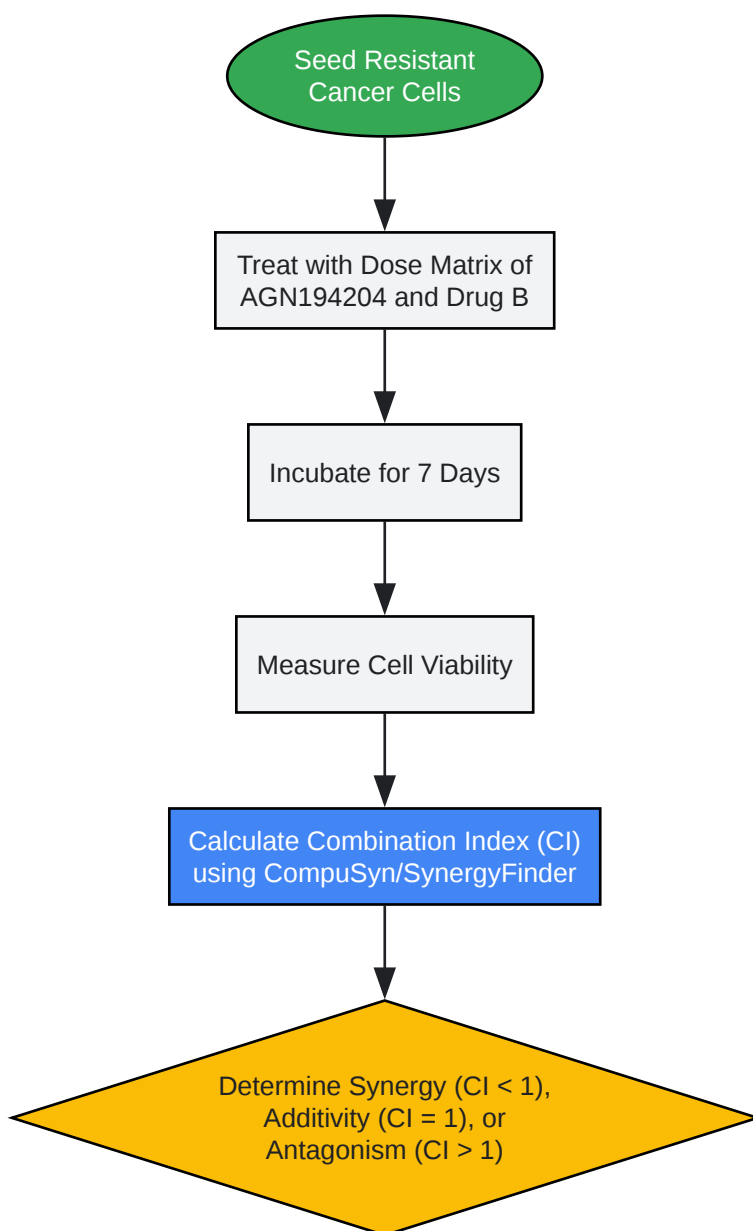 Seed Resistant
Cancer Cells
Treat with Dose Matrix of
AGN194204 and Drug B
Incubate for 7 Days
Measure Cell Viability
Calculate Combination Index (CI)
using CompuSyn/SynergyFinder
Determine Synergy (CI < 1),
Additivity (CI = 1), or
Antagonism (CI > 1)